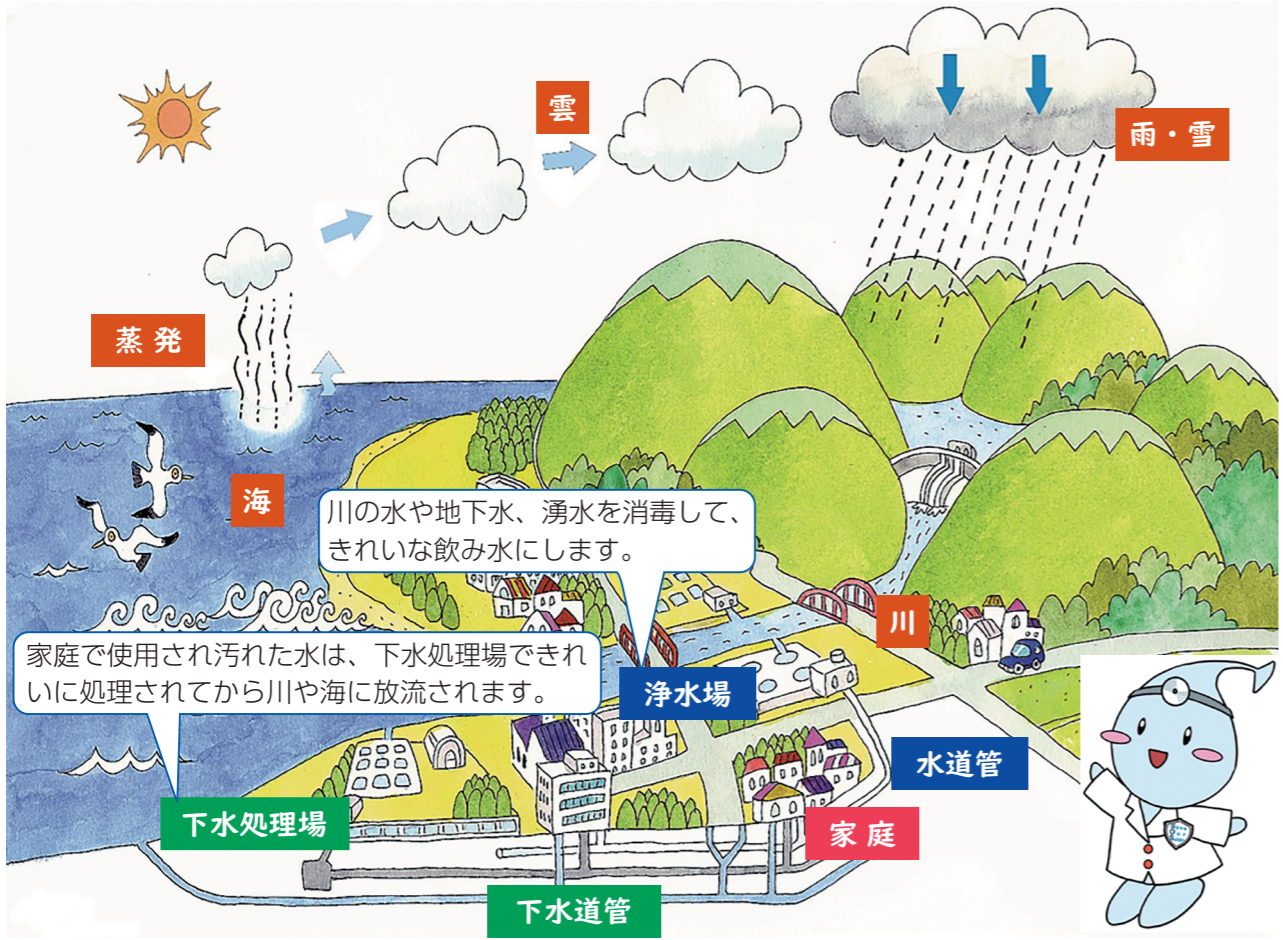 雲
雨・雪
蒸発
海
川の水や地下水、湧水を消毒して、
きれいな飲み水にします。
川
家庭で使用され汚れた水は、下水処理場できれ
いに処理されてから川や海に放流されます。
浄水場
水道管
下水処理場
家庭
下水道管